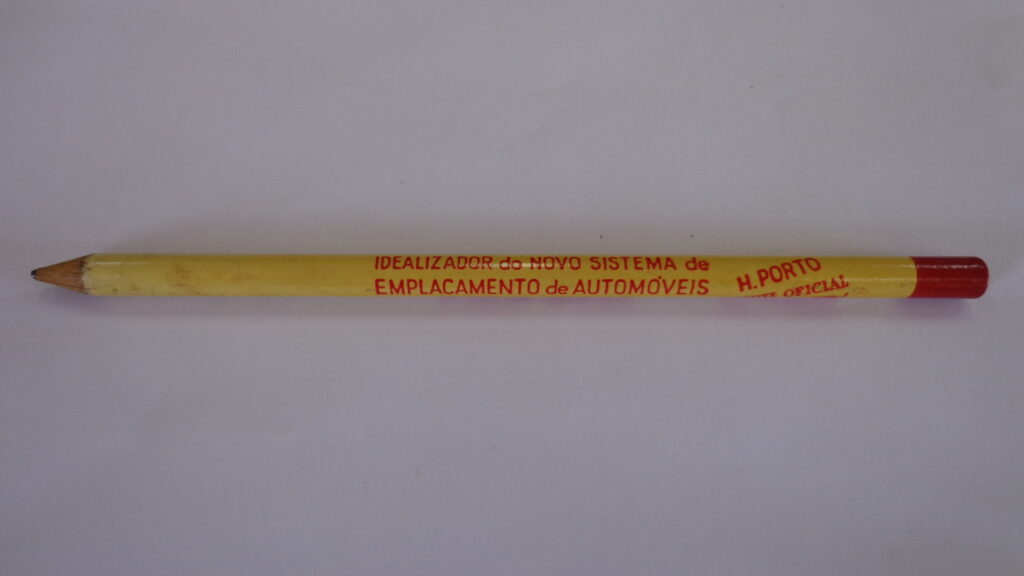 IDEALIZADOR do NOVO SISTEMA de
EMPLACAMENTO de AUTOMÓVEIS
H. PORTO
OFICIAL